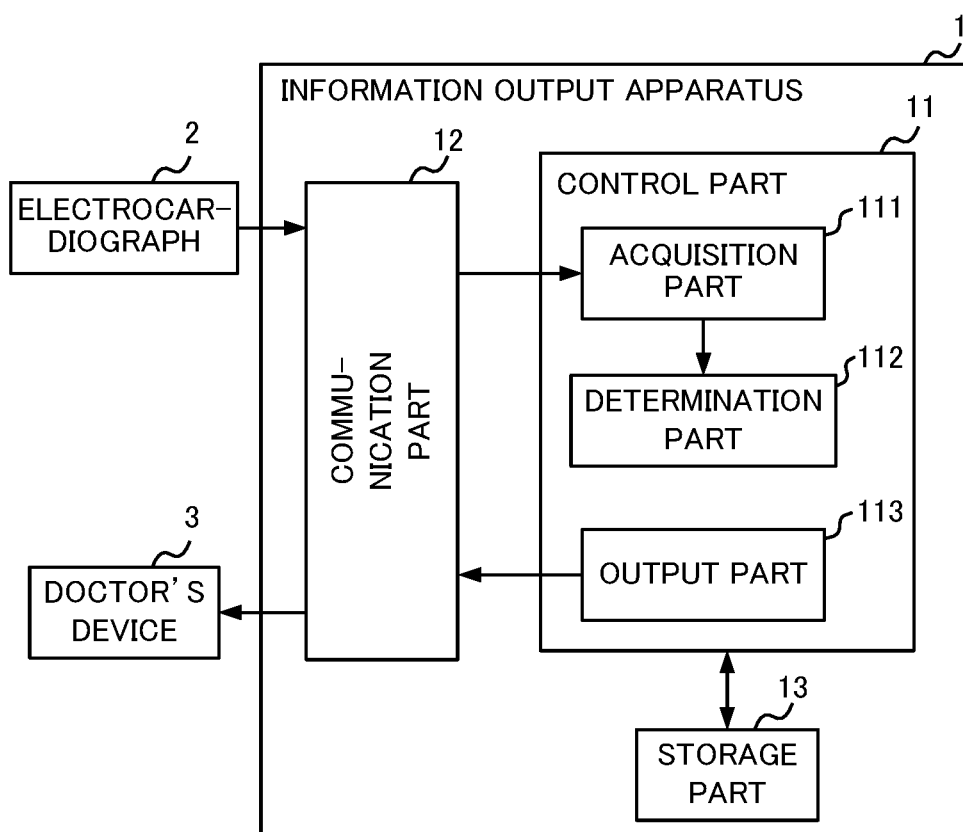 1
INFORMATION OUTPUT APPARATUS
11
2
12
CONTROL PART
ELECTROCAR-
DIOGRAPH
111
ACQUISITION
PART
COMMU-
NICATION
PART
112
DETERMINATION
PART
113
3
OUTPUT PART
DOCTOR'S
DEVICE
13
STORAGE
PART